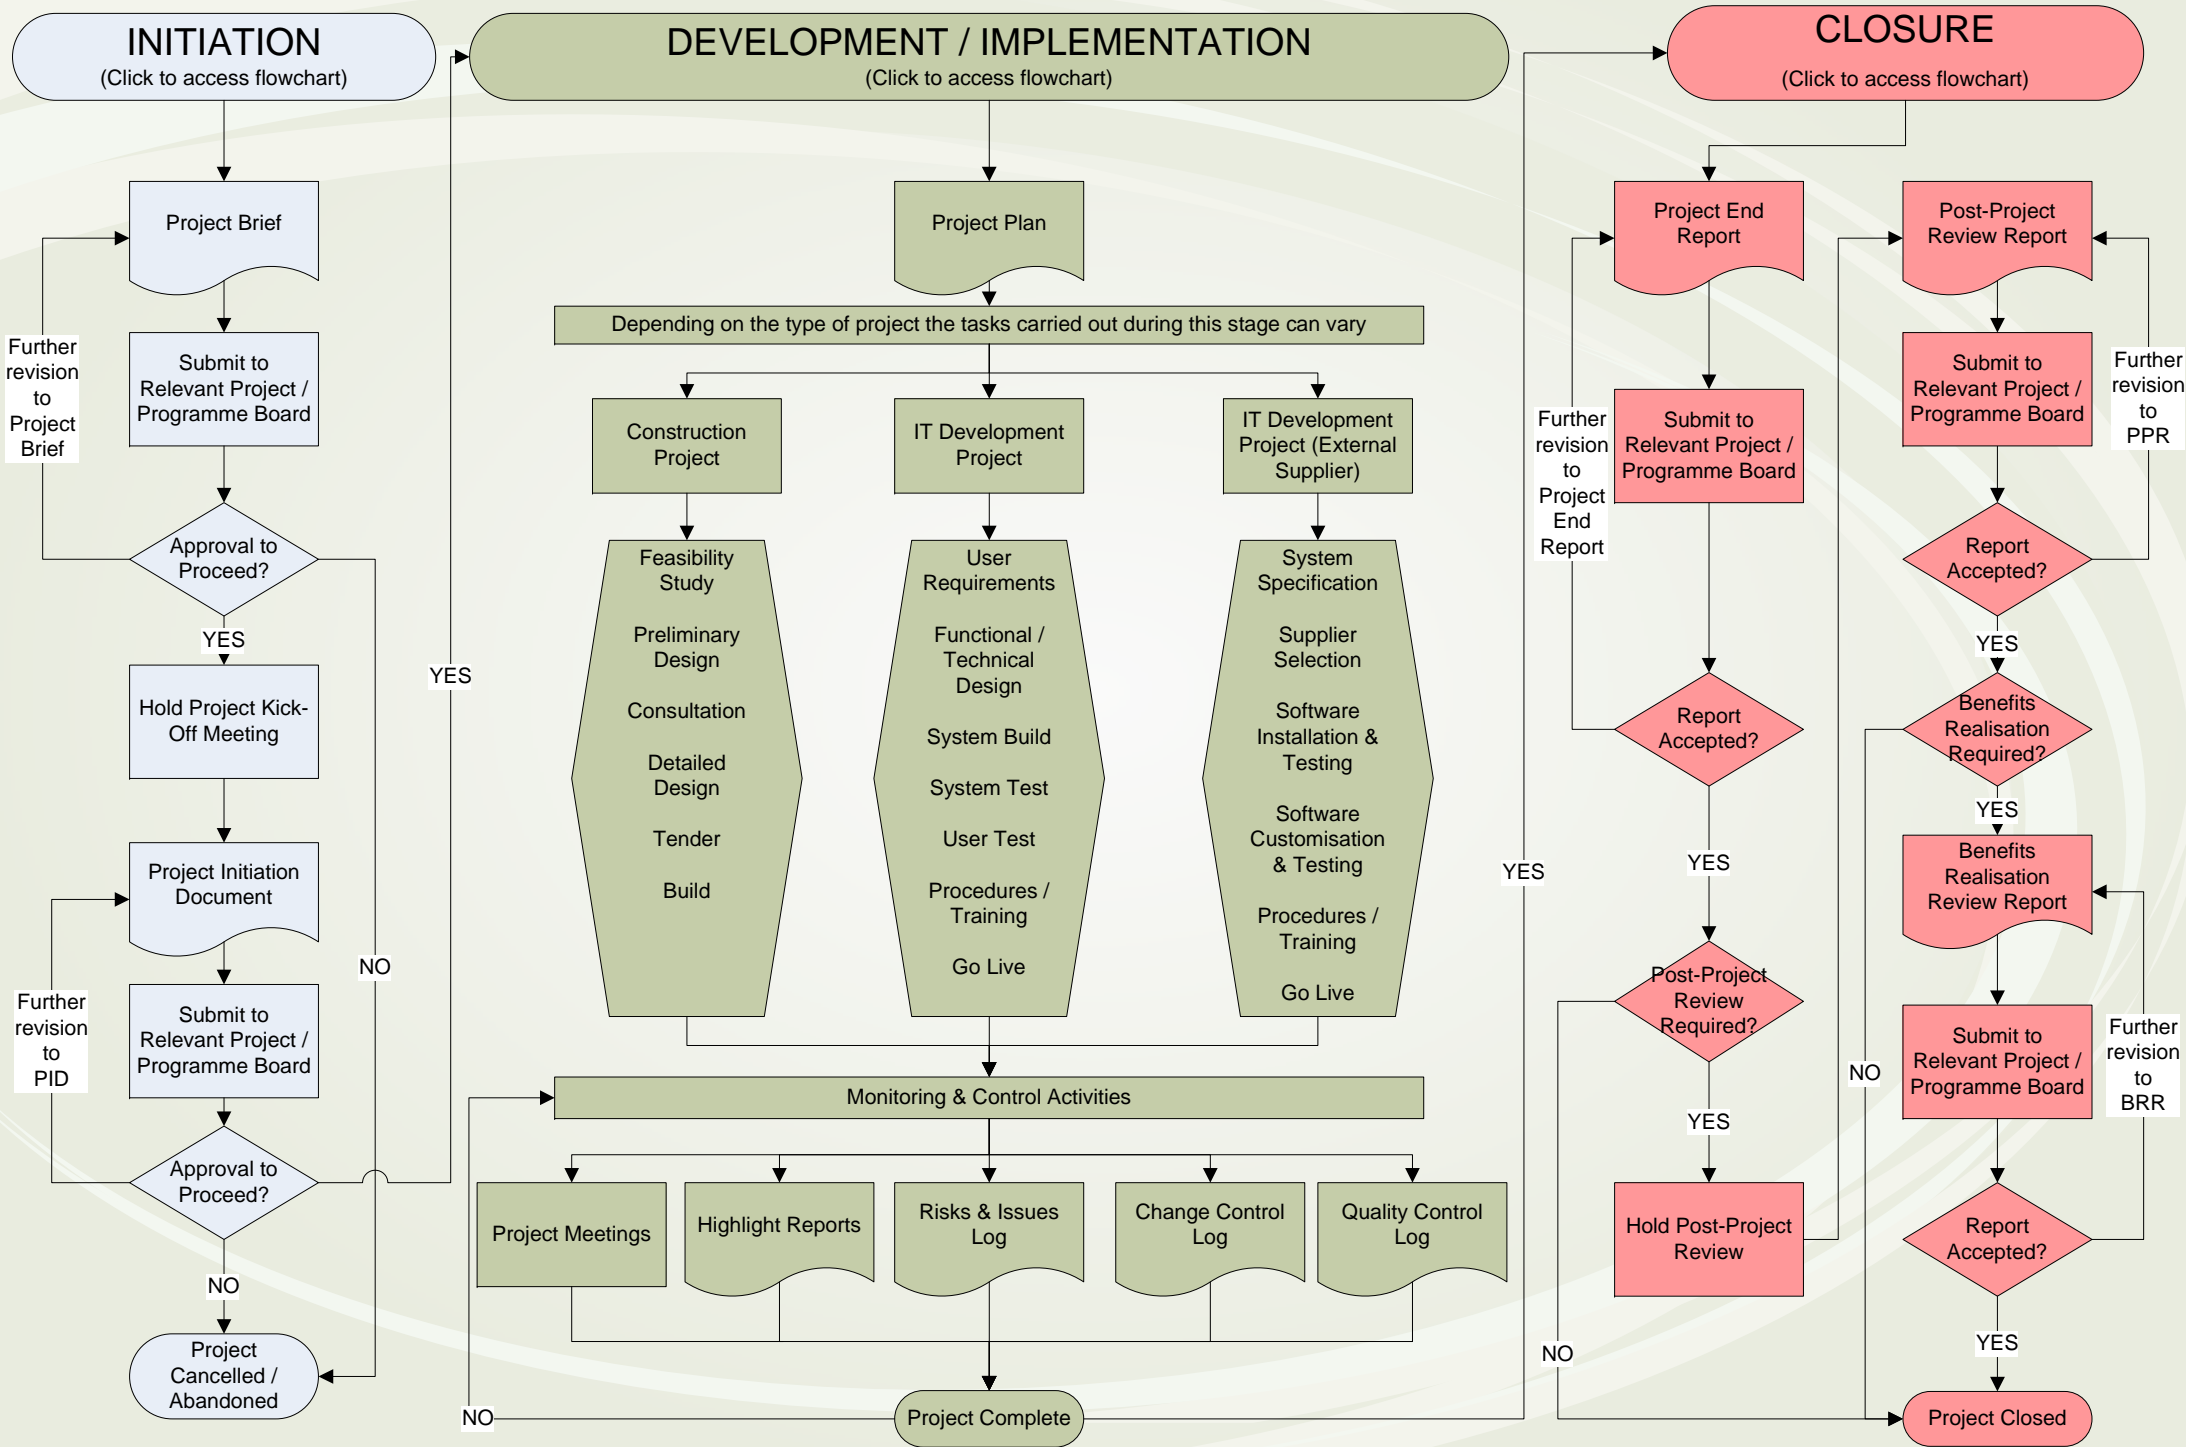 INITIATION
(Click to access flowchart)
Project Brief
Further
revision
to
Project
Brief
Submit to
Relevant Project /
Programme Board
Approval to
Proceed?
YES
Hold Project Kick-
Off Meeting
Project Initiation
Document
NO
Further
revision
to
PID
Submit to
Relevant Project /
Programme Board
Approval to
Proceed?
NO
Project
Cancelled /
Abandoned
YES
DEVELOPMENT / IMPLEMENTATION
(Click to access flowchart)
Project Plan
Depending on the type of project the tasks carried out during this stage can vary
Construction
Project
Feasibility
Study
Preliminary
Design
Consultation
Detailed
Design
Tender
Build
IT Development
Project
User
Requirements
Functional /
Technical
Design
System Build
System Test
User Test
Procedures /
Training
Go Live
IT Development
Project (External
Supplier)
System
Specification
Supplier
Selection
Software
Installation &
Testing
Software
Customisation
& Testing
Procedures /
Training
Go Live
Monitoring & Control Activities
Project Meetings
Highlight Reports
Risks & Issues
Log
Change Control
Log
Quality Control
Log
NO
Project Complete
YES
CLOSURE
(Click to access flowchart)
Project End
Report
Further
revision
to
Project
End
Report
Submit to
Relevant Project /
Programme Board
Report
Accepted?
YES
Post-Project
Review
Required?
YES
Hold Post-Project
Review
NO
Post-Project
Review Report
Further
revision
to
PPR
Submit to
Relevant Project /
Programme Board
Report
Accepted?
YES
Benefits
Realisation
Required?
YES
NO
Benefits
Realisation
Review Report
Further
revision
to
BRR
Submit to
Relevant Project /
Programme Board
Report
Accepted?
YES
Project Closed